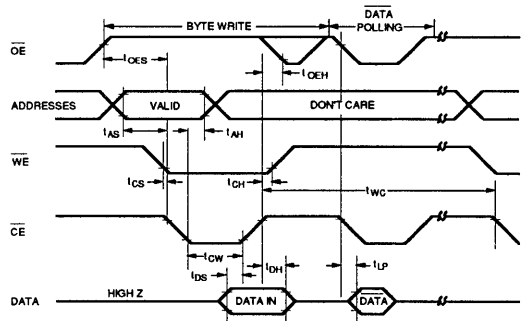 BYTE WRITE
DATA
POLLING
OE
tOES
tOEH
ADDRESSES
VALID
DON'T CARE
tAS
tAH
WE
tCS
tCH
tWC
CE
tCW
tDS
tDH
tLP
DATA
HIGH Z
DATA IN
DATA